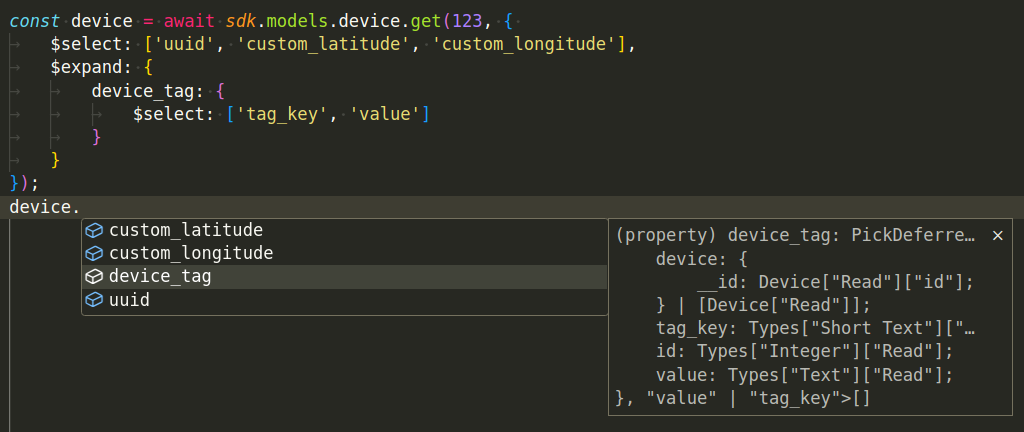 const device = await sdk.models.device.get(123, {
    $select: ['uuid', 'custom_latitude', 'custom_longitude'],
    $expand: {
        device_tag: {
            $select: ['tag_key', 'value']
        }
    }
});
device.
custom_latitude
custom_longitude
device_tag
uuid
(property) device_tag: PickDeferre… ×
    device: {
        __id: Device["Read"]["id"];
    } | [Device["Read"]];
    tag_key: Types["Short Text"]["…
    id: Types["Integer"]["Read"];
    value: Types["Text"]["Read"];
}, "value" | "tag_key">[]